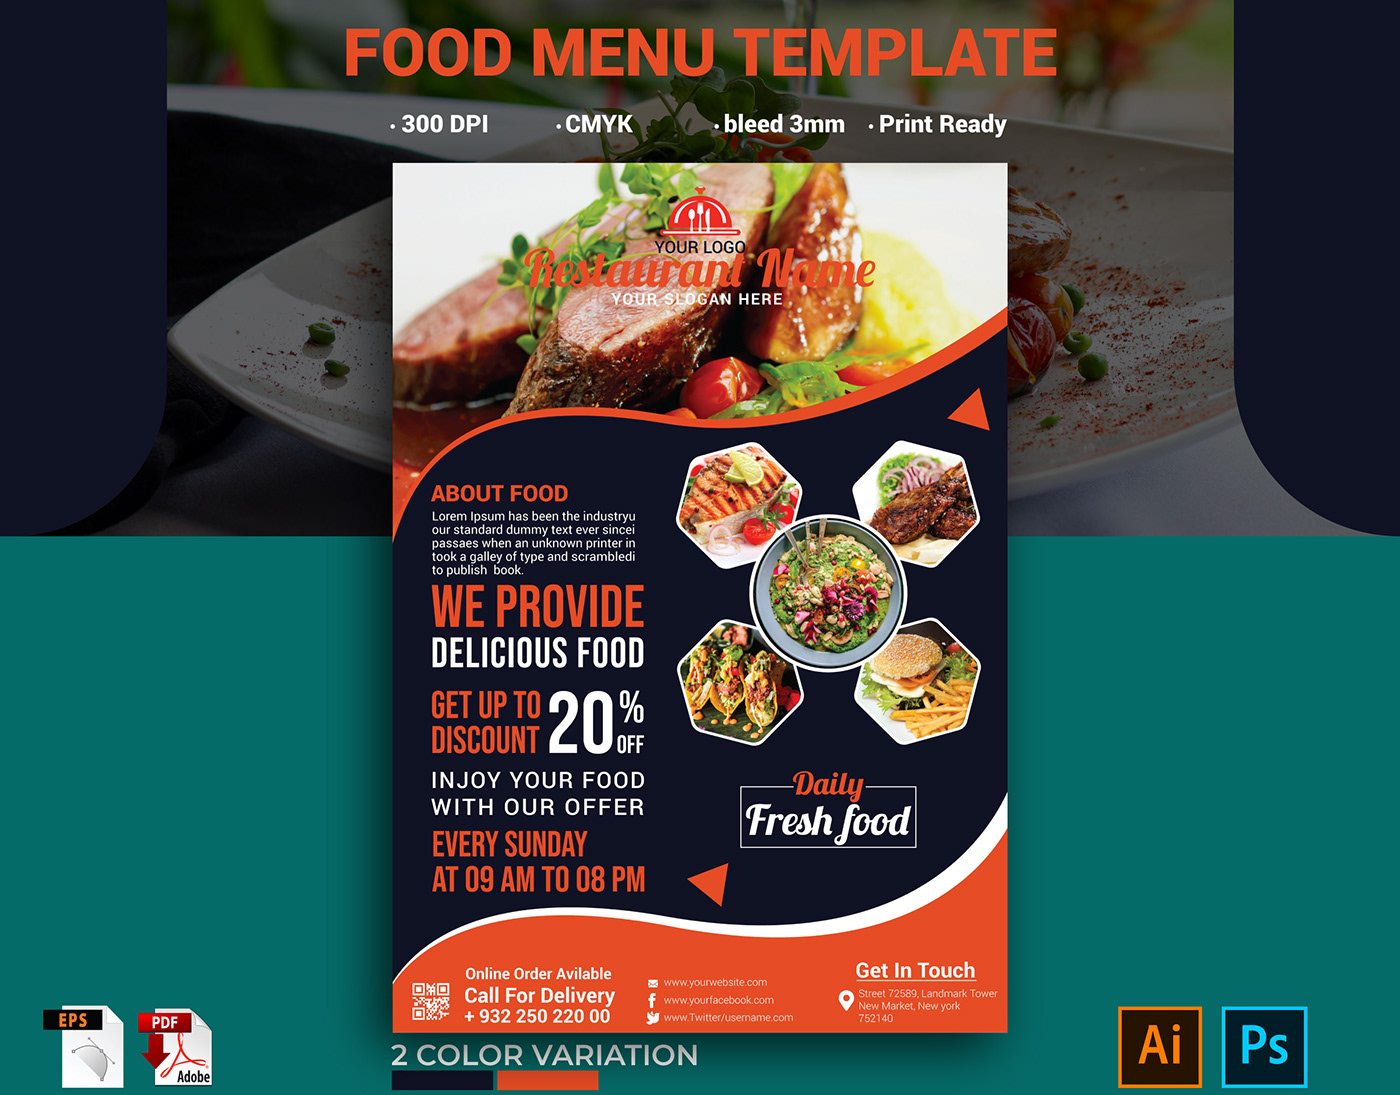 FOOD MENU TEMPLATE
· 300 DPI · CMYK · bleed 3mm · Print Ready
YOUR LOGO
Restaurant Name
YOUR SLOGAN HERE
ABOUT FOOD
Lorem Ipsum has been the industryu
our standard dummy text ever sincei
passaes when an unknown printer in
took a galley of type and scrambledi
to publish book.
WE PROVIDE
DELICIOUS FOOD
GET UP TO
DISCOUNT
20%
OFF
INJOY YOUR FOOD
WITH OUR OFFER
EVERY SUNDAY
AT 09 AM TO 08 PM
Daily
Fresh food
Online Order Avilable
Call For Delivery
+ 932 250 220 00
www.yourwebsite.com
www.yourfacebook.com
www.Twitter/username.com
Get In Touch
Street 72589, Landmark Tower
New Market, New york
752140
2 COLOR VARIATION
EPS
PDF
Adobe
Ai
Ps